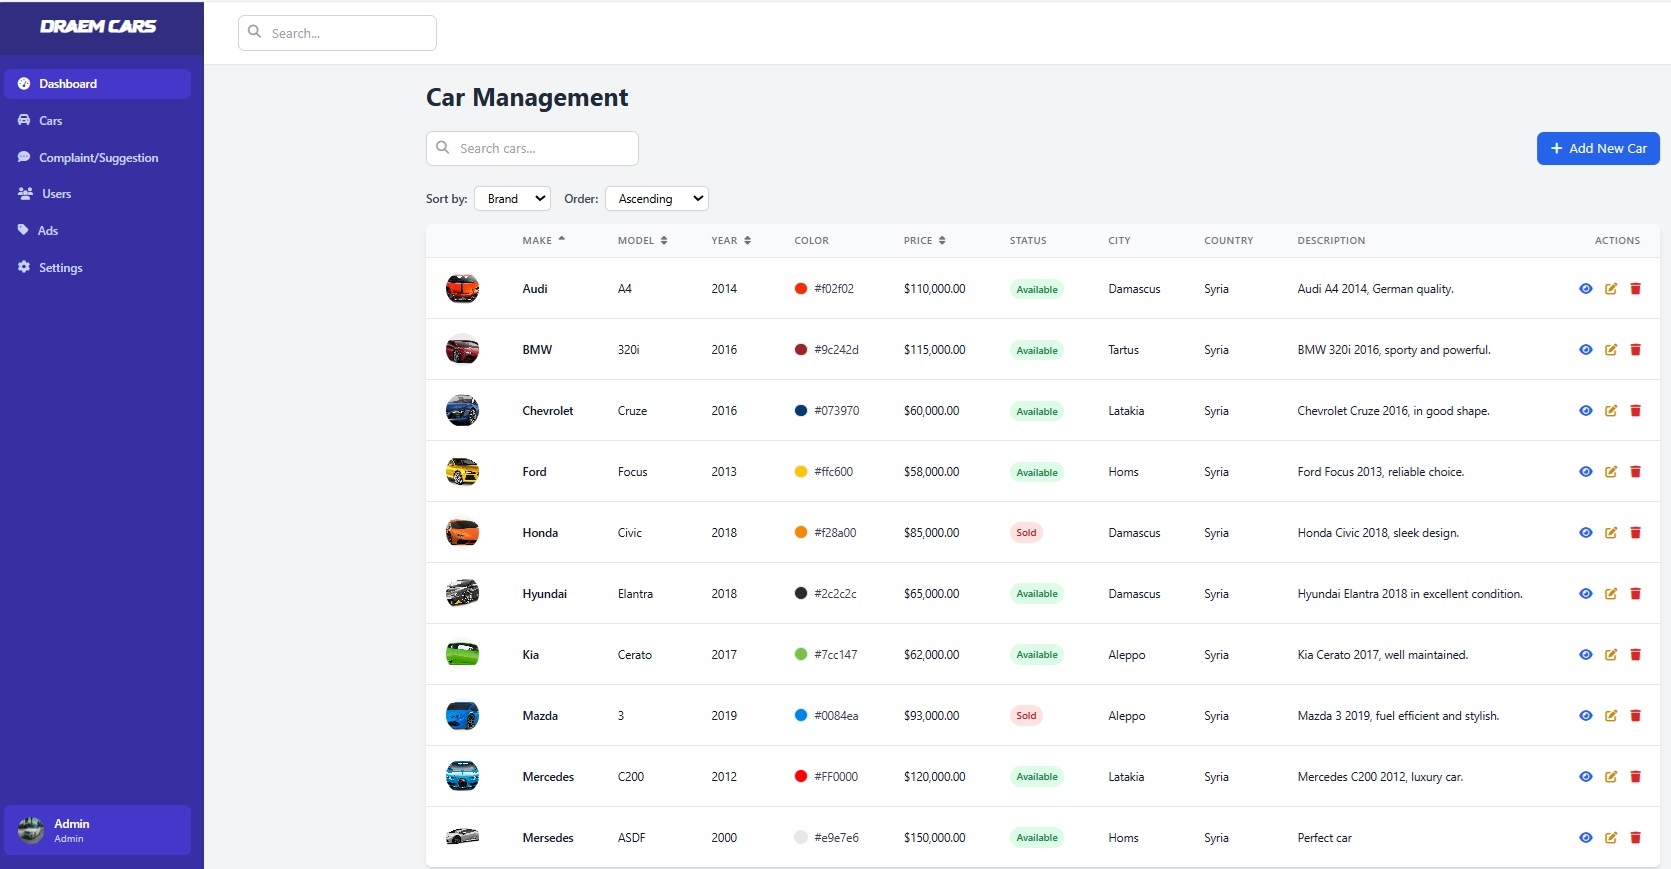 DRAEM CARS
Search...
Dashboard
Cars
Complaint/Suggestion
Users
Ads
Settings
Admin
Admin
Car Management
Search cars...
Add New Car
Sort by: Brand Order: Ascending
MAKE MODEL YEAR COLOR PRICE STATUS CITY COUNTRY DESCRIPTION ACTIONS
Audi A4 2014 #f02f02 $110,000.00 Available Damascus Syria Audi A4 2014, German quality.
BMW 320i 2016 #9c242d $115,000.00 Available Tartus Syria BMW 320i 2016, sporty and powerful.
Chevrolet Cruze 2016 #073970 $60,000.00 Available Latakia Syria Chevrolet Cruze 2016, in good shape.
Ford Focus 2013 #ffc600 $58,000.00 Available Homs Syria Ford Focus 2013, reliable choice.
Honda Civic 2018 #f28a00 $85,000.00 Sold Damascus Syria Honda Civic 2018, sleek design.
Hyundai Elantra 2018 #2c2c2c $65,000.00 Available Damascus Syria Hyundai Elantra 2018 in excellent condition.
Kia Cerato 2017 #7cc147 $62,000.00 Available Aleppo Syria Kia Cerato 2017, well maintained.
Mazda 3 2019 #0084ea $93,000.00 Sold Aleppo Syria Mazda 3 2019, fuel efficient and stylish.
Mercedes C200 2012 #FF0000 $120,000.00 Available Latakia Syria Mercedes C200 2012, luxury car.
Mersedes ASDF 2000 #e9e7e6 $150,000.00 Available Homs Syria Perfect car